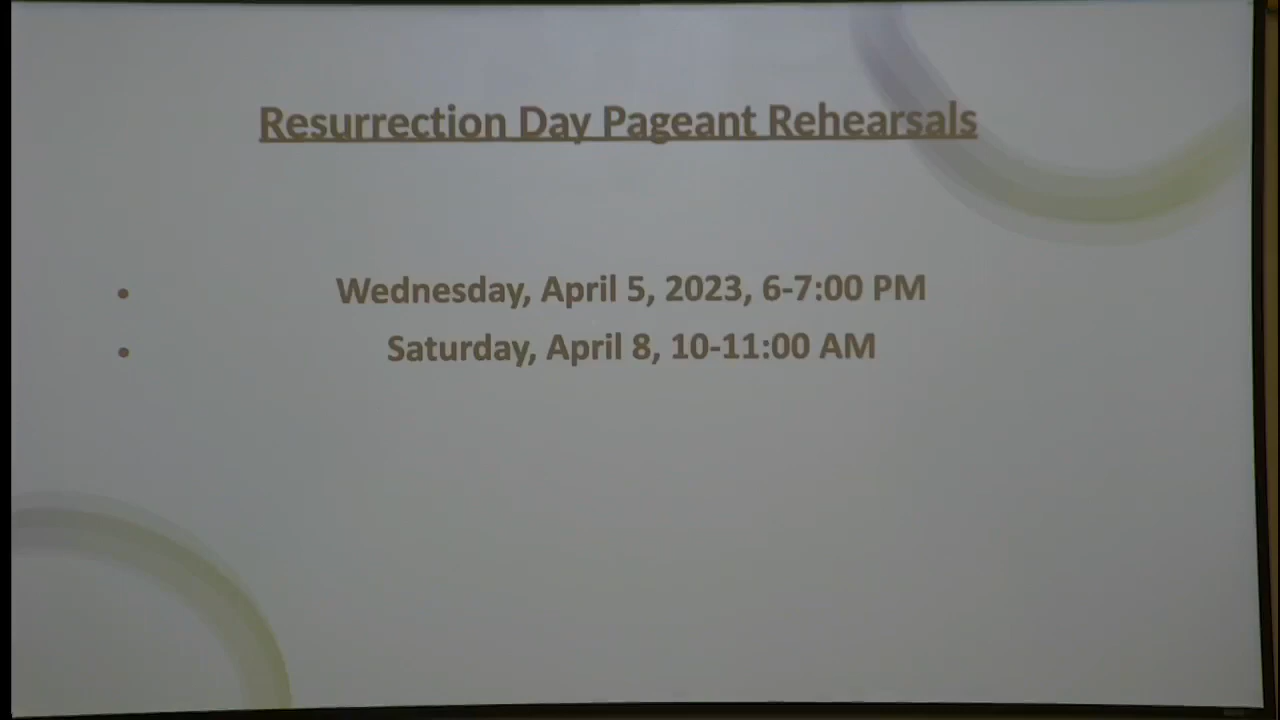 Resurrection Day Pageant Rehearsals
• Wednesday, April 5, 2023, 6-7:00 PM
• Saturday, April 8, 10-11:00 AM